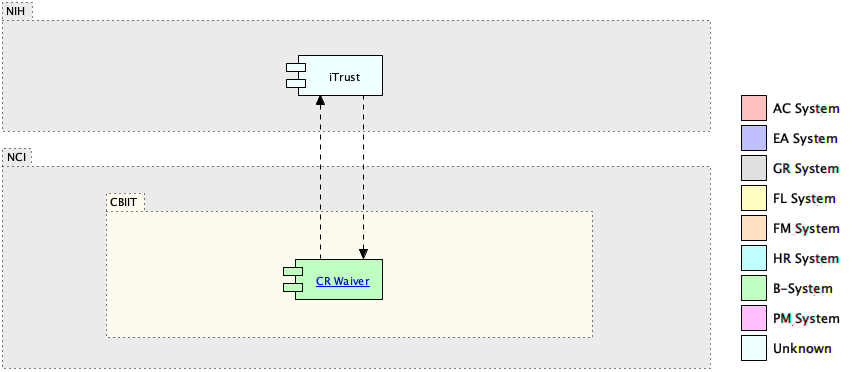 NIH
iTrust
NCI
CBIIT
CR Waiver
AC System
EA System
GR System
FL System
FM System
HR System
B-System
PM System
Unknown